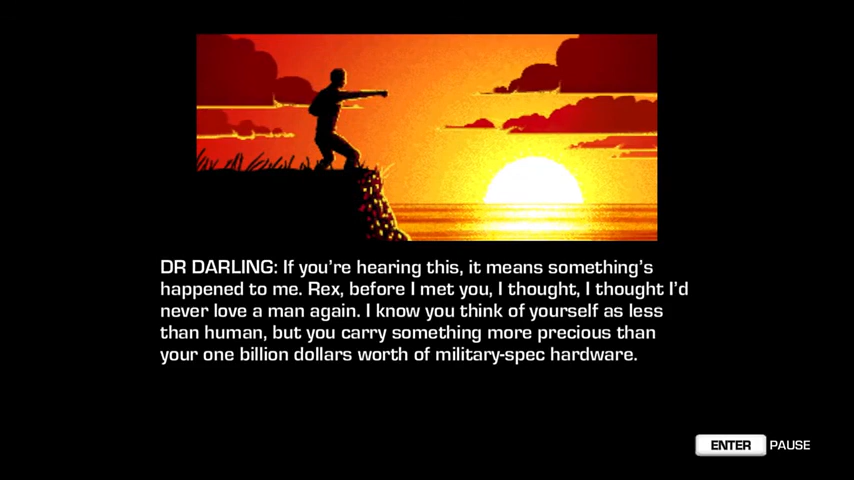 DR DARLING: If you're hearing this, it means something's
happened to me. Rex, before I met you, I thought, I thought I'd
never love a man again. I know you think of yourself as less
than human, but you carry something more precious than
your one billion dollars worth of military-spec hardware.
ENTER PAUSE